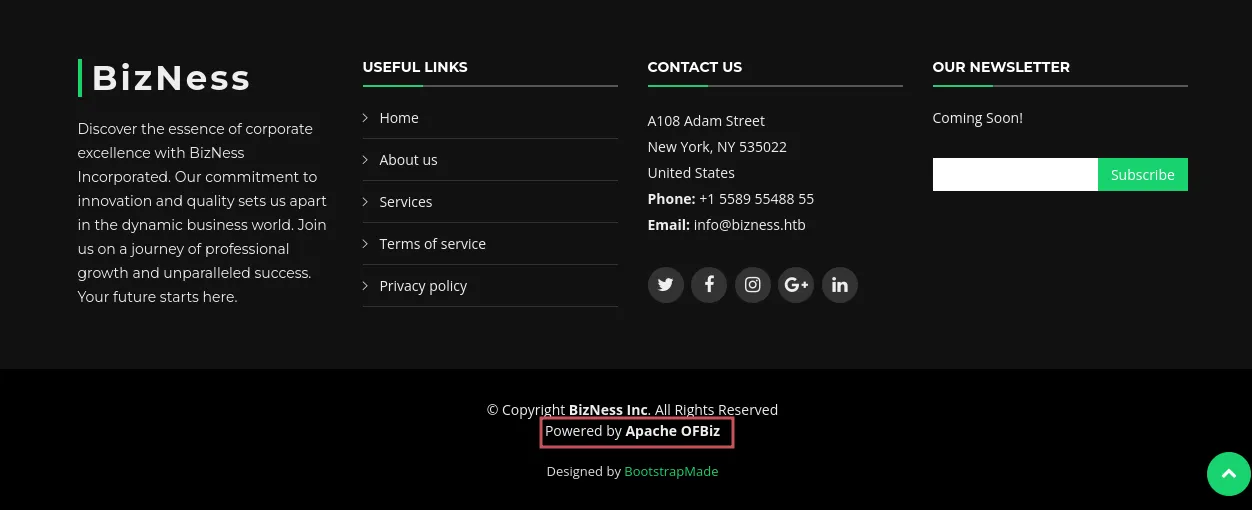 BizNess
Discover the essence of corporate
excellence with BizNess
Incorporated. Our commitment to
innovation and quality sets us apart
in the dynamic business world. Join
us on a journey of professional
growth and unparalleled success.
Your future starts here.
USEFUL LINKS
Home
About us
Services
Terms of service
Privacy policy
CONTACT US
A108 Adam Street
New York, NY 535022
United States
Phone: +1 5589 55488 55
Email: info@bizness.htb
OUR NEWSLETTER
Coming Soon!
Subscribe
© Copyright BizNess Inc. All Rights Reserved
Powered by Apache OFBiz
Designed by BootstrapMade